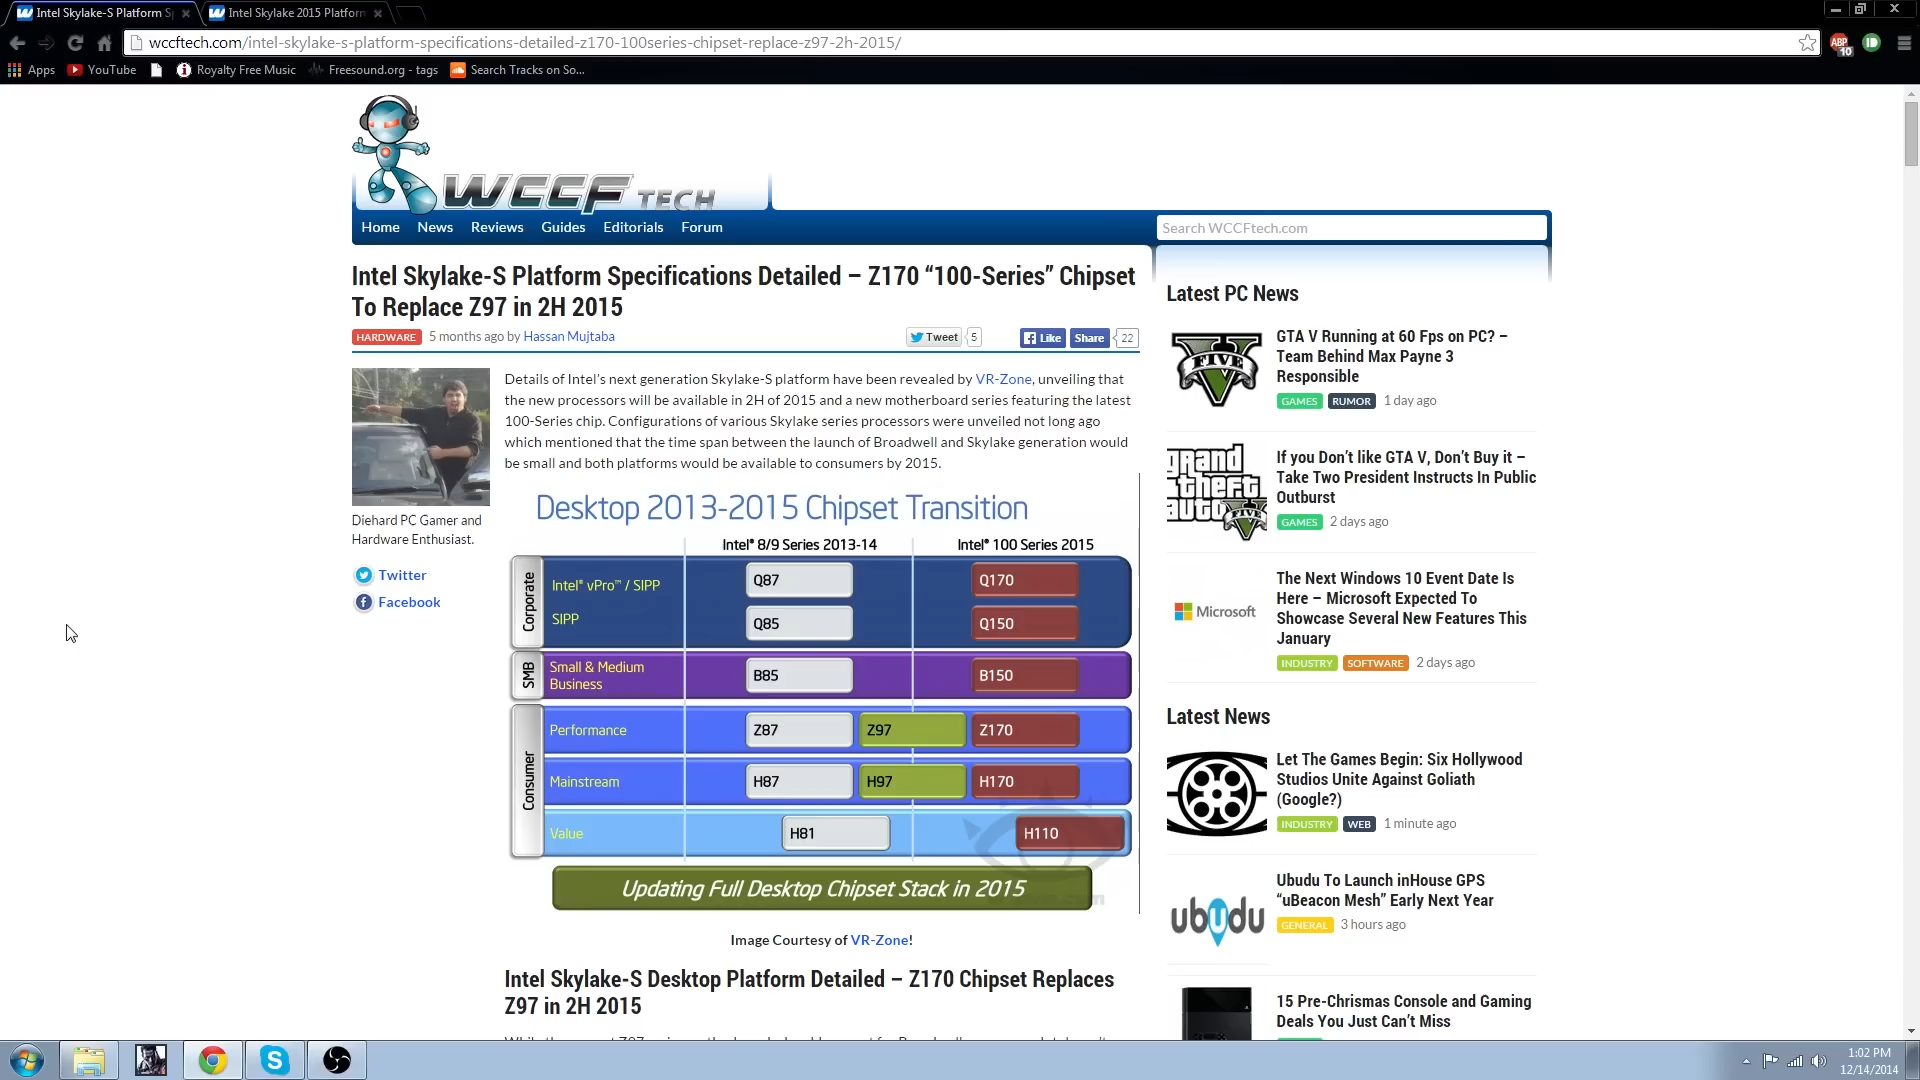 Intel Skylake-S Platform Sp
Intel Skylake 2015 Platform
wccftech.com/intel-skylake-s-platform-specifications-detailed-z170-100series-chipset-replace-z97-2h-2015/
ABP
10
Apps
YouTube
Royalty Free Music
Freesound.org - tags
Search Tracks on So...
WCCF TECH
Home
News
Reviews
Guides
Editorials
Forum
Search WCCFtech.com
Intel Skylake-S Platform Specifications Detailed – Z170 “100-Series” Chipset
To Replace Z97 in 2H 2015
HARDWARE 5 months ago by Hassan Mujtaba
Tweet 5
Like Share 22
Diehard PC Gamer and
Hardware Enthusiast.
Twitter
Facebook
Details of Intel’s next generation Skylake-S platform have been revealed by VR-Zone, unveiling that
the new processors will be available in 2H of 2015 and a new motherboard series featuring the latest
100-Series chip. Configurations of various Skylake series processors were unveiled not long ago
which mentioned that the time span between the launch of Broadwell and Skylake generation would
be small and both platforms would be available to consumers by 2015.
Desktop 2013-2015 Chipset Transition
Intel® 8/9 Series 2013-14
Intel® 100 Series 2015
Corporate
Intel® vPro™ / SIPP
Q87
Q170
SIPP
Q85
Q150
SMB
Small & Medium
Business
B85
B150
Consumer
Performance
Z87
Z97
Z170
Mainstream
H87
H97
H170
Value
H81
H110
Updating Full Desktop Chipset Stack in 2015
Image Courtesy of VR-Zone!
Intel Skylake-S Desktop Platform Detailed – Z170 Chipset Replaces
Z97 in 2H 2015
Latest PC News
FIVE
GTA V Running at 60 Fps on PC? –
Team Behind Max Payne 3
Responsible
GAMES RUMOR 1 day ago
grand
theft
auto
FIVE
If you Don’t like GTA V, Don’t Buy it –
Take Two President Instructs In Public
Outburst
GAMES 2 days ago
Microsoft
The Next Windows 10 Event Date Is
Here – Microsoft Expected To
Showcase Several New Features This
January
INDUSTRY SOFTWARE 2 days ago
Latest News
Let The Games Begin: Six Hollywood
Studios Unite Against Goliath
(Google?)
INDUSTRY WEB 1 minute ago
ubudu
Ubudu To Launch inHouse GPS
“uBeacon Mesh” Early Next Year
GENERAL 3 hours ago
15 Pre-Chrismas Console and Gaming
Deals You Just Can’t Miss
1:02 PM
12/14/2014